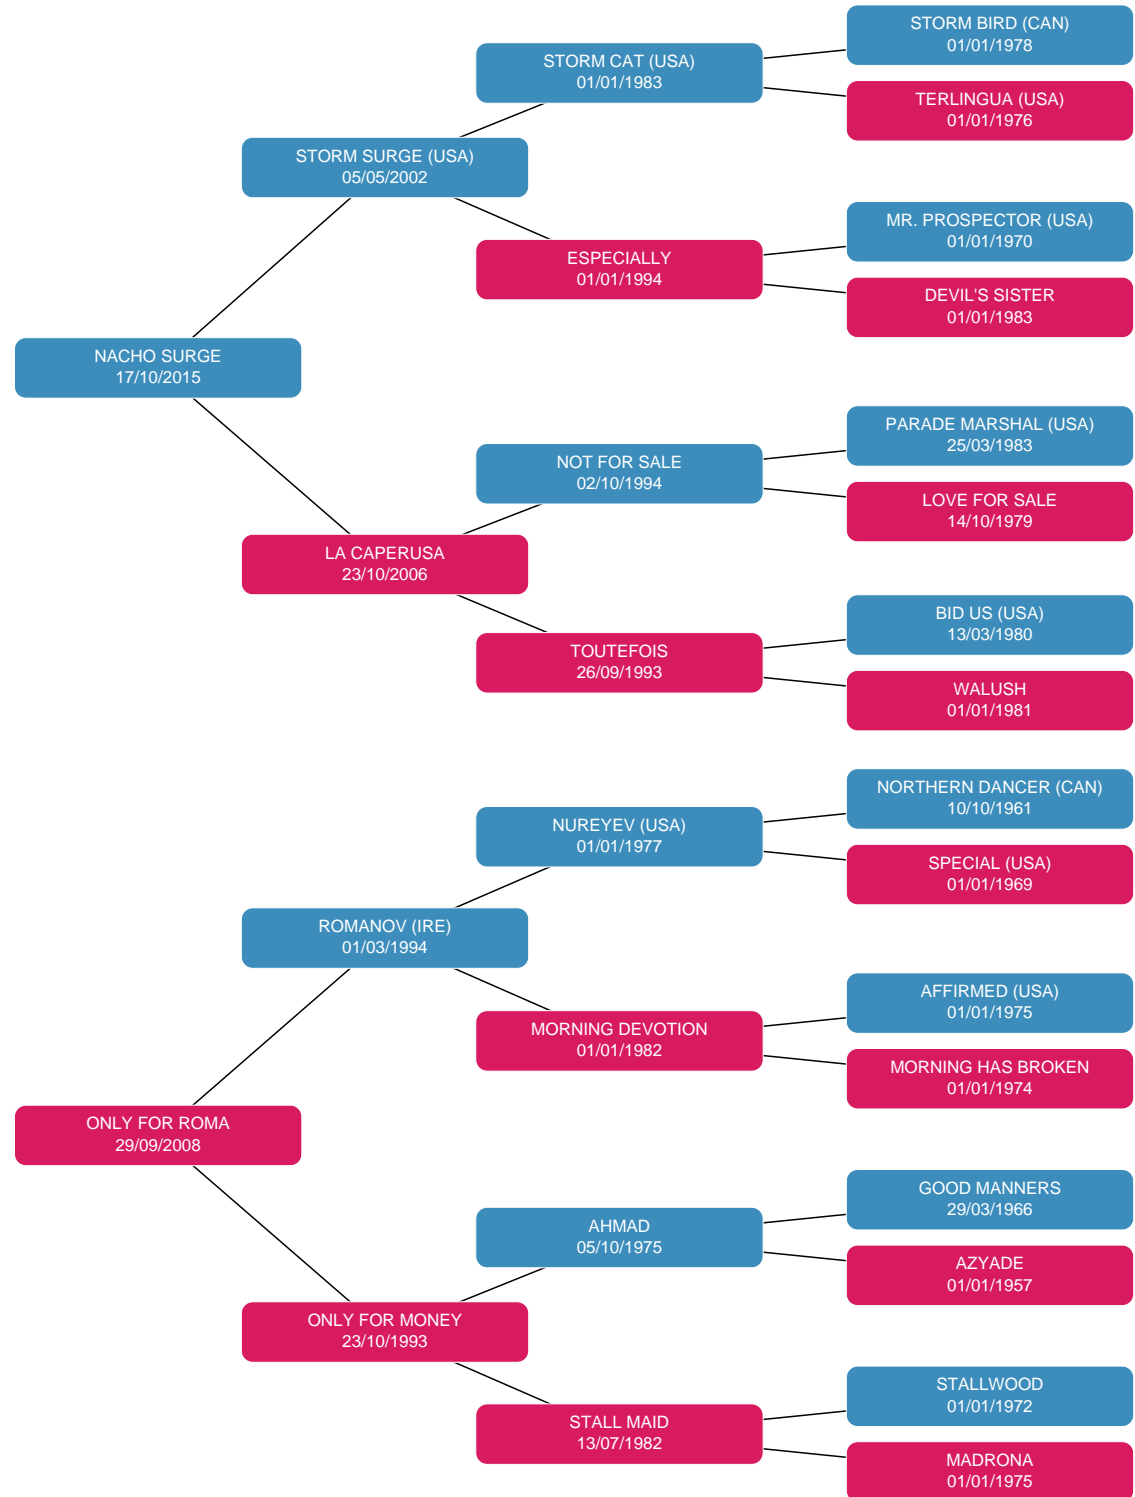 STORM BIRD (CAN)
01/01/1978
STORM CAT (USA)
01/01/1983
TERLINGUA (USA)
01/01/1976
STORM SURGE (USA)
05/05/2002
MR. PROSPECTOR (USA)
01/01/1970
ESPECIALLY
01/01/1994
DEVIL'S SISTER
01/01/1983
NACHO SURGE
17/10/2015
PARADE MARSHAL (USA)
25/03/1983
NOT FOR SALE
02/10/1994
LOVE FOR SALE
14/10/1979
LA CAPERUSA
23/10/2006
BID US (USA)
13/03/1980
TOUTEFOIS
26/09/1993
WALUSH
01/01/1981
NORTHERN DANCER (CAN)
10/10/1961
NUREYEV (USA)
01/01/1977
SPECIAL (USA)
01/01/1969
ROMANOV (IRE)
01/03/1994
AFFIRMED (USA)
01/01/1975
MORNING DEVOTION
01/01/1982
MORNING HAS BROKEN
01/01/1974
ONLY FOR ROMA
29/09/2008
GOOD MANNERS
29/03/1966
AHMAD
05/10/1975
AZYADE
01/01/1957
ONLY FOR MONEY
23/10/1993
STALLWOOD
01/01/1972
STALL MAID
13/07/1982
MADRONA
01/01/1975